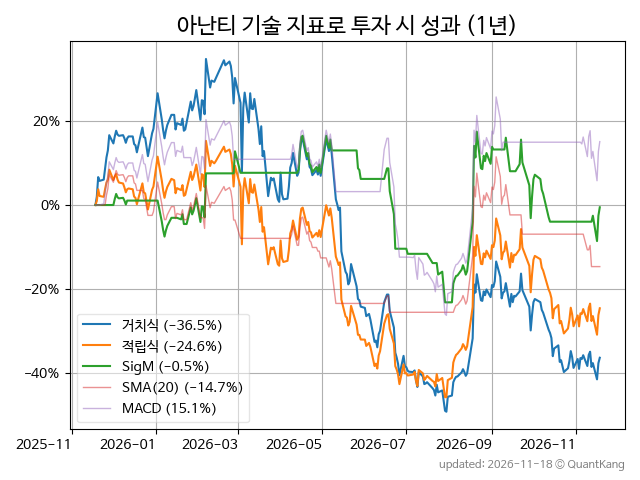 아난티 기술 지표로 투자 시 성과 (1년)
20%
0%
−20%
−40%
거치식 (−36.5%)
적립식 (−24.6%)
SigM (−0.5%)
SMA(20) (−14.7%)
MACD (15.1%)
2025-11 2026-01 2026-03 2026-05 2026-07 2026-09 2026-11
updated: 2026-11-18 © QuantKang